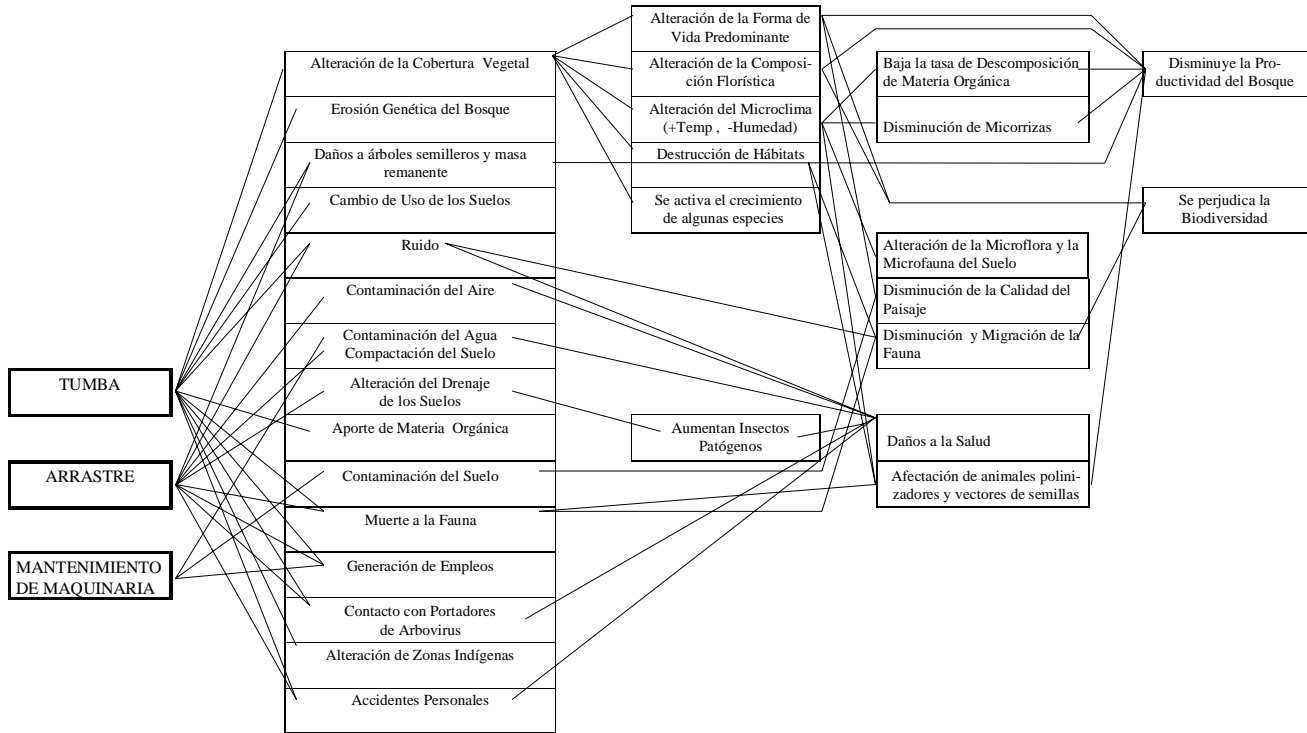 TUMBA
ARRASTRE
MANTENIMIENTO
DE MAQUINARIA
Alteración de la Cobertura Vegetal
Erosión Genética del Bosque
Daños a árboles semilleros y masa
remanente
Cambio de Uso de los Suelos
Ruido
Contaminación del Aire
Contaminación del Agua
Compactación del Suelo
Alteración del Drenaje
de los Suelos
Aporte de Materia Orgánica
Contaminación del Suelo
Muerte a la Fauna
Generación de Empleos
Contacto con Portadores
de Arbovirus
Alteración de Zonas Indígenas
Accidentes Personales
Alteración de la Forma de
Vida Predominante
Alteración de la Composi-
ción Florística
Alteración del Microclima
(+Temp , -Humedad)
Destrucción de Hábitats
Se activa el crecimiento
de algunas especies
Aumentan Insectos
Patógenos
Baja la tasa de Descomposición
de Materia Orgánica
Disminución de Micorrizas
Alteración de la Microflora y la
Microfauna del Suelo
Disminución de la Calidad del
Paisaje
Disminución y Migración de la
Fauna
Daños a la Salud
Afectación de animales polini-
zadores y vectores de semillas
Disminuye la Pro-
ductividad del Bosque
Se perjudica la
Biodiversidad